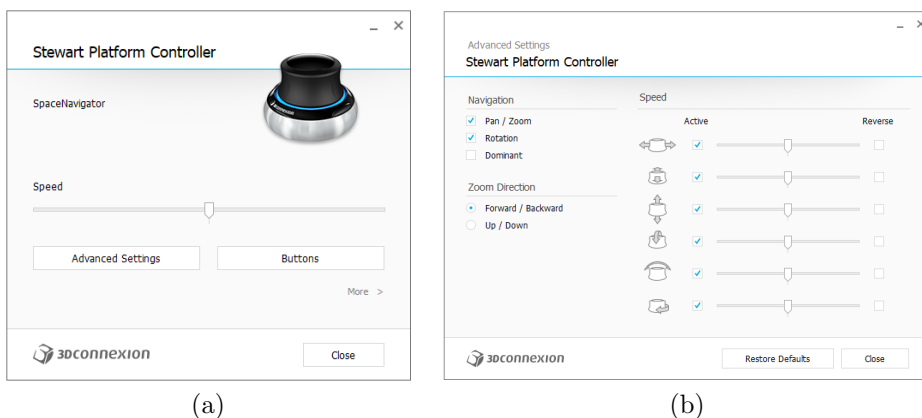 Stewart Platform Controller
SpaceNavigator
Speed
Advanced Settings
Buttons
More >
3Dconnexion
Close
(a)
Advanced Settings
Stewart Platform Controller
Navigation
Pan / Zoom
Rotation
Dominant
Zoom Direction
Forward / Backward
Up / Down
Speed
Active Reverse
3Dconnexion
Restore Defaults
Close
(b)